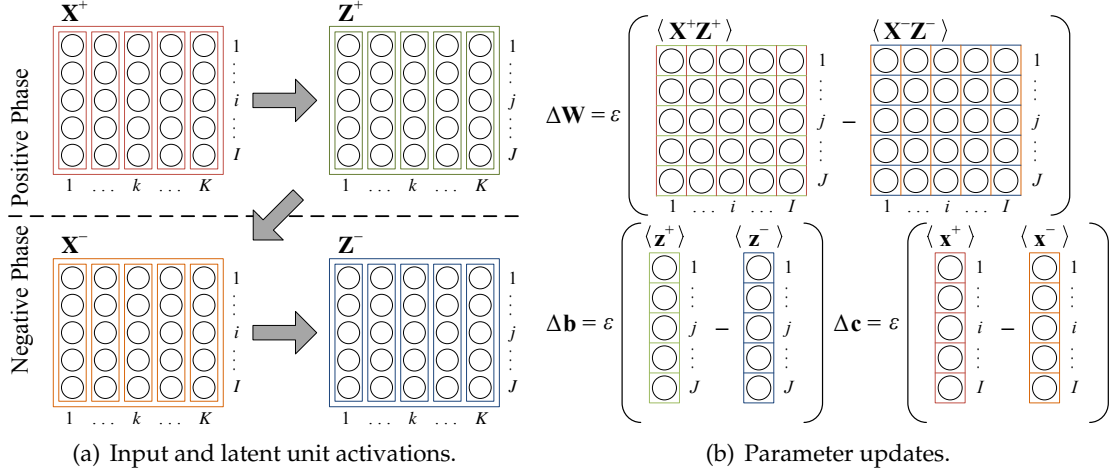 Positive Phase
X⁺
1
⋮
i
⋮
I
1 ... k ... K
Z⁺
1
⋮
j
⋮
J
1 ... k ... K
Negative Phase
X⁻
1
⋮
i
⋮
I
1 ... k ... K
Z⁻
1
⋮
j
⋮
J
1 ... k ... K
(a) Input and latent unit activations.
ΔW = ε ( ⟨ X⁺Z⁺ ⟩ − ⟨ X⁻Z⁻ ⟩ )
1
⋮
j
⋮
J
1 ... i ... I
1
⋮
j
⋮
J
1 ... i ... I
Δb = ε ( ⟨ z⁺ ⟩ − ⟨ z⁻ ⟩ )
1
⋮
j
⋮
J
1
⋮
j
⋮
J
Δc = ε ( ⟨ x⁺ ⟩ − ⟨ x⁻ ⟩ )
1
⋮
i
⋮
I
1
⋮
i
⋮
I
(b) Parameter updates.